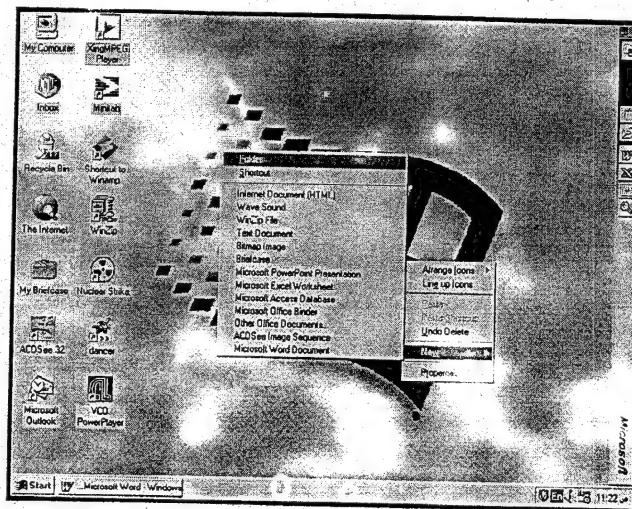 My Computer
XingMPEG Player
Inbox
Minilab
Recycle Bin
Shortcut to Winamp
The Internet
WinZip
My Briefcase
Nuclear Strike
ACDSee 32
dancer
Microsoft Outlook
VCD PowerPlayer
Folder
Shortcut
Internet Document (HTML)
Wave Sound
WinZip File
Text Document
Bitmap Image
Briefcase
Microsoft PowerPoint Presentation
Microsoft Excel Worksheet
Microsoft Access Database
Microsoft Office Binder
Other Office Documents...
ACDSee Image Sequence
Microsoft Word Document
Arrange Icons
Line up Icons
Undo Delete
New
Properties
Microsoft
Start
...Microsoft Word - Windows
En
11:22